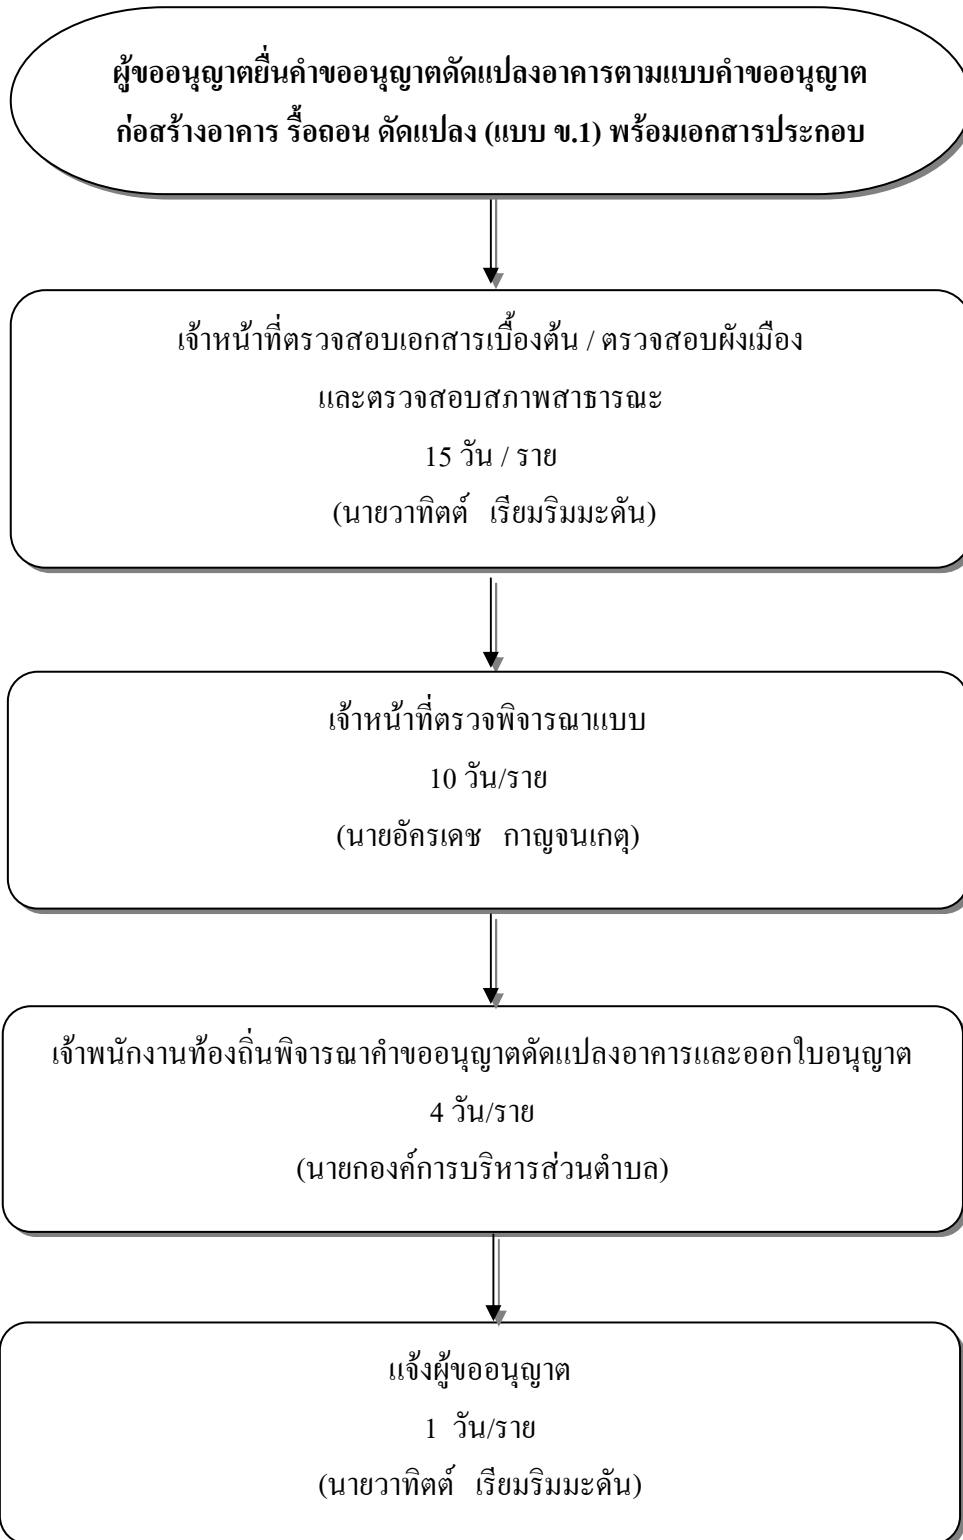 ผู้ขออนุญาตยื่นคำขออนุญาตดัดแปลงอาคารตามแบบคำขออนุญาต
ก่อสร้างอาคาร รื้อถอน ดัดแปลง (แบบ ข.1) พร้อมเอกสารประกอบ
เจ้าหน้าที่ตรวจสอบเอกสารเบื้องต้น / ตรวจสอบผังเมือง
และตรวจสอบสภาพสาธารณะ
15 วัน / ราย
(นายวาทิตต์ เรียมริมมะดัน)
เจ้าหน้าที่ตรวจพิจารณาแบบ
10 วัน/ราย
(นายอัครเดช กาญจนเกตุ)
เจ้าพนักงานท้องถิ่นพิจารณาคำขออนุญาตดัดแปลงอาคารและออกใบอนุญาต
4 วัน/ราย
(นายกองค์การบริหารส่วนตำบล)
แจ้งผู้ขออนุญาต
1 วัน/ราย
(นายวาทิตต์ เรียมริมมะดัน)